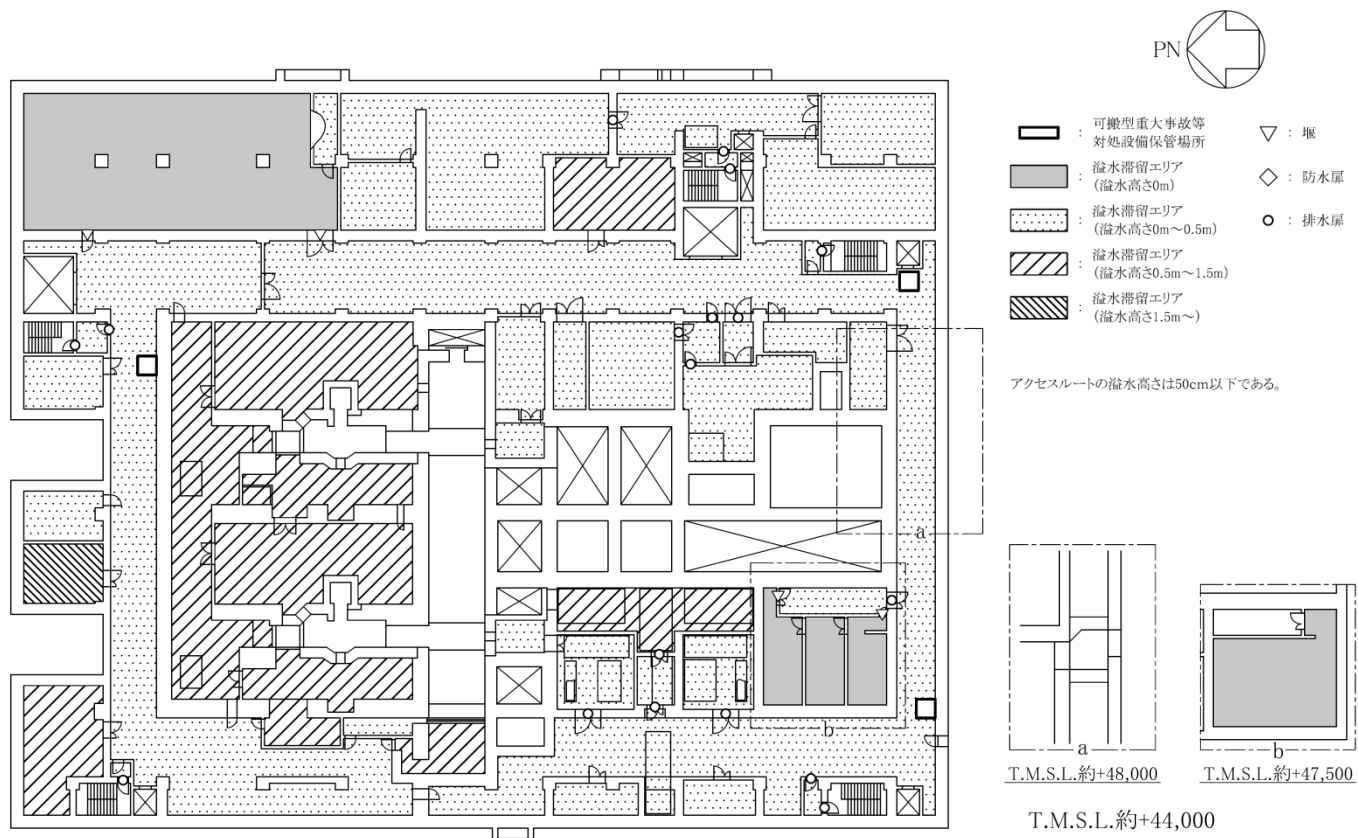 PN
: 可搬型重大事故等
対処設備保管場所
: 溢水滞留エリア
(溢水高さ0m)
: 溢水滞留エリア
(溢水高さ0m～0.5m)
: 溢水滞留エリア
(溢水高さ0.5m～1.5m)
: 溢水滞留エリア
(溢水高さ1.5m～)
: 堰
: 防水扉
: 排水扉
アクセスルートの溢水高さは50cm以下である。
a
b
a
T.M.S.L.約+48,000
b
T.M.S.L.約+47,500
T.M.S.L.約+44,000